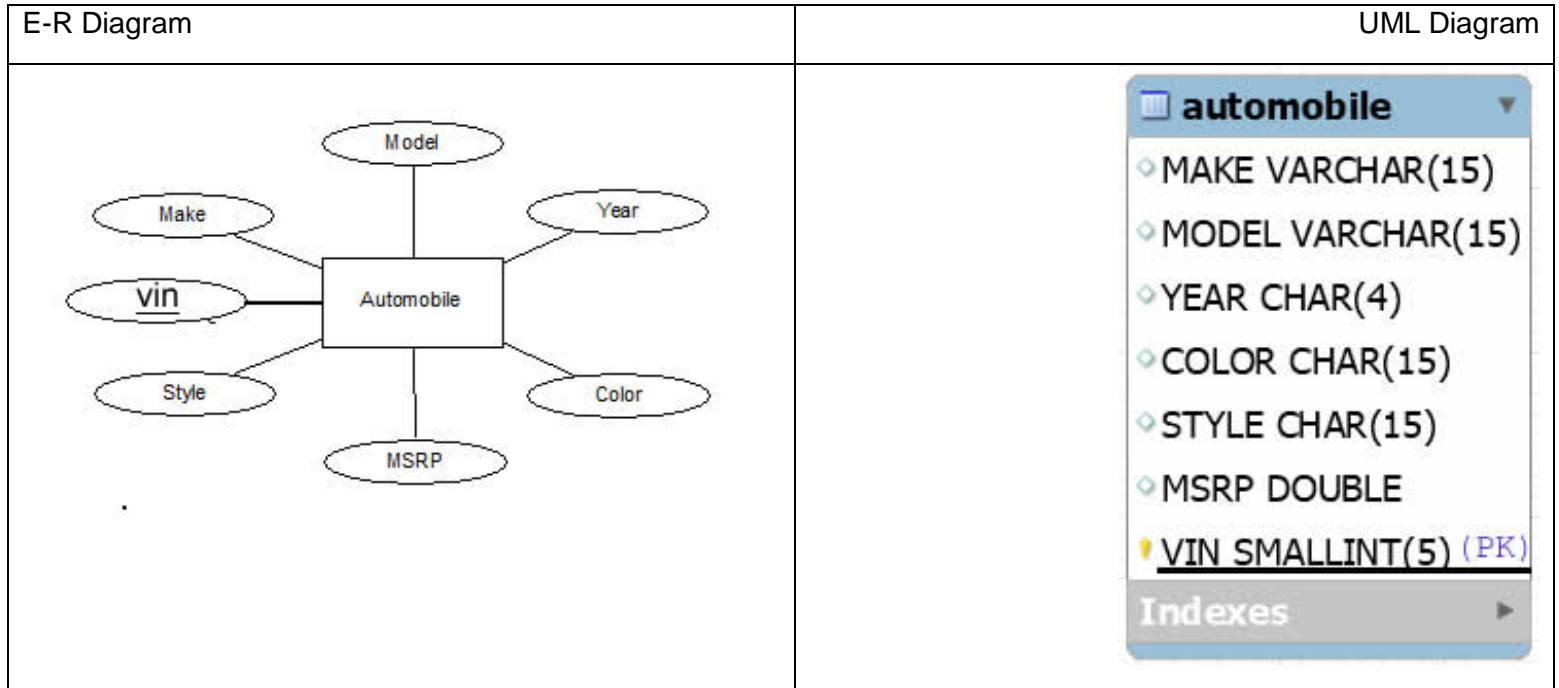 E-R Diagram
UML Diagram
Model
Make
Year
vin
Automobile
Style
Color
MSRP
.
automobile
MAKE VARCHAR(15)
MODEL VARCHAR(15)
YEAR CHAR(4)
COLOR CHAR(15)
STYLE CHAR(15)
MSRP DOUBLE
VIN SMALLINT(5) (PK)
Indexes